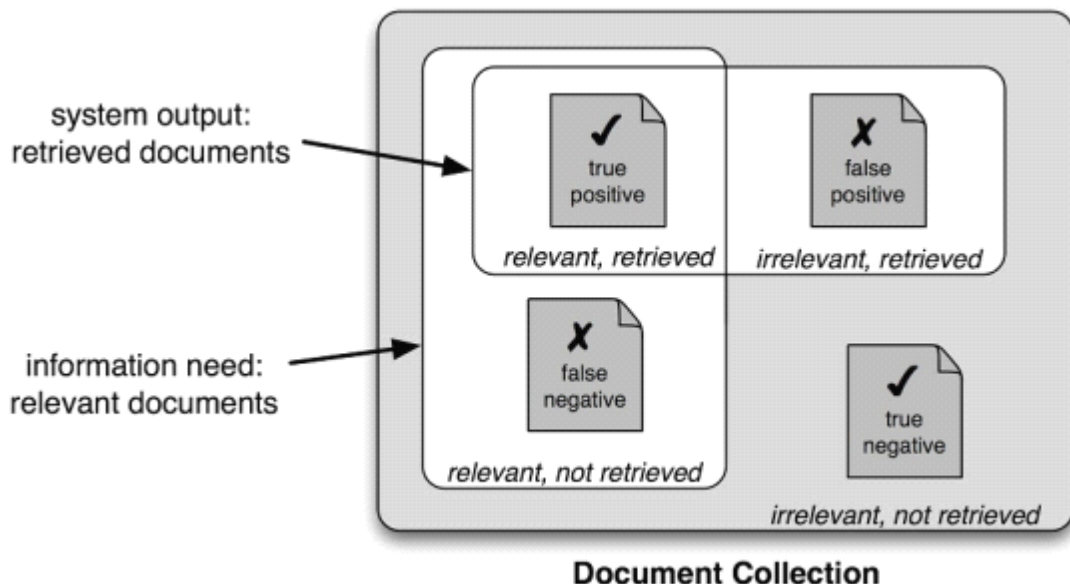 system output:
retrieved documents
✓
true
positive
✗
false
positive
relevant, retrieved
irrelevant, retrieved
information need:
relevant documents
✗
false
negative
✓
true
negative
relevant, not retrieved
irrelevant, not retrieved
Document Collection